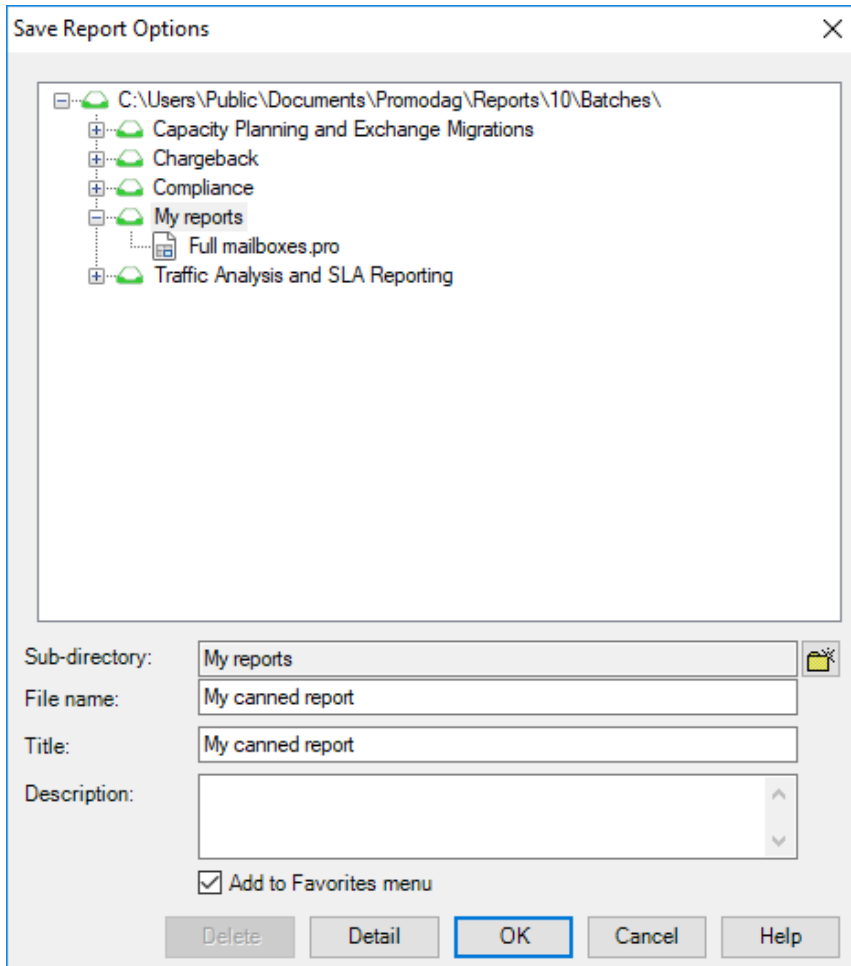 Save Report Options
C:\Users\Public\Documents\Promodag\Reports\10\Batches\
Capacity Planning and Exchange Migrations
Chargeback
Compliance
My reports
Full mailboxes.pro
Traffic Analysis and SLA Reporting
Sub-directory: My reports
File name: My canned report
Title: My canned report
Description:
Add to Favorites menu
Delete Detail OK Cancel Help